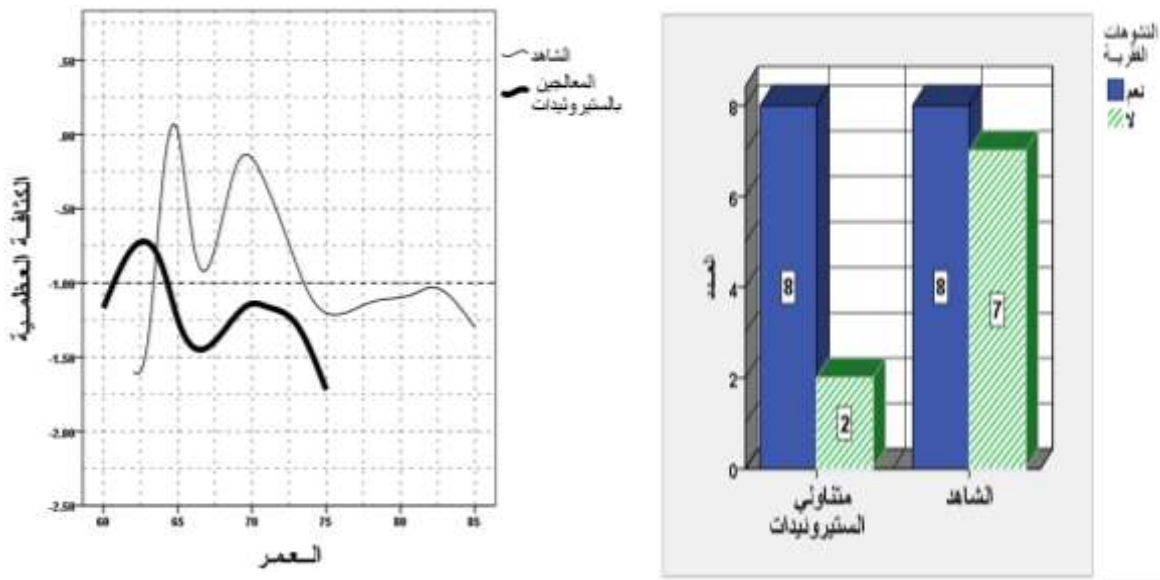 الشاهد
المعالجين
بالستيروئيدات
الكثافة العظمية
.50
.00
-.50
-1.00
-1.50
-2.00
-2.50
60 65 70 75 80 85
العمر
التشوهات
الفقرية
نعم
لا
العدد
8
6
4
2
0
8
2
8
7
متناولي
الستيروئيدات
الشاهد